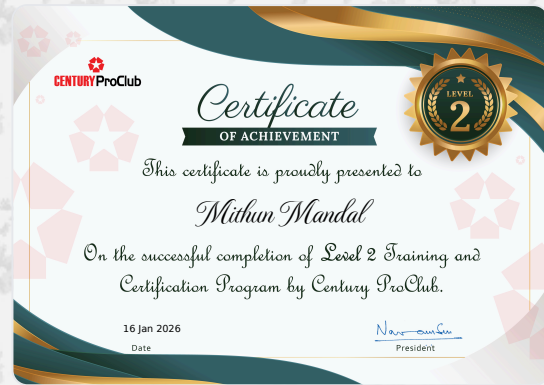 CENTURY ProClub
LEVEL
2
Certificate
OF ACHIEVEMENT
This certificate is proudly presented to
Mithun Mandal
On the successful completion of Level 2 Training and
Certification Program by Century ProClub.
16 Jan 2026
Date
President